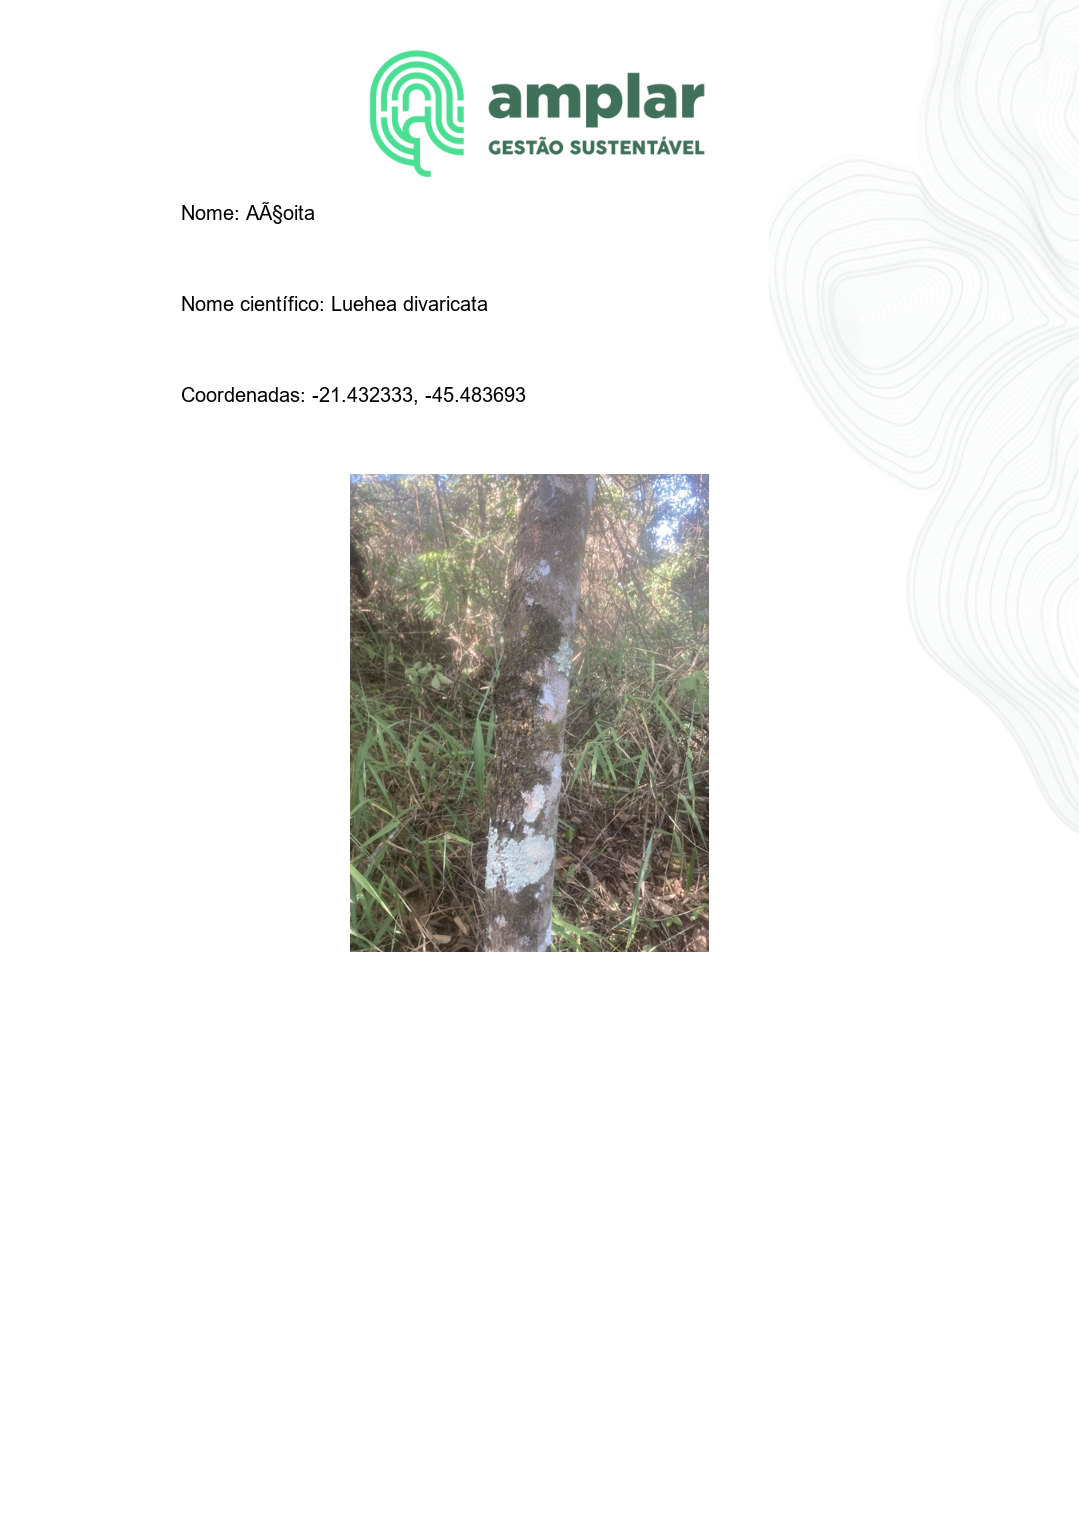 amplar
GESTÃO SUSTENTÁVEL
Nome: AÃ§oita
Nome científico: Luehea divaricata
Coordenadas: -21.432333, -45.483693